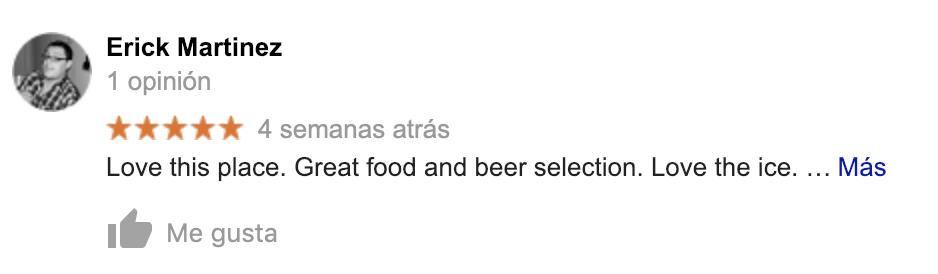 Erick Martinez
1 opinión
4 semanas atrás
Love this place. Great food and beer selection. Love the ice. … Más
Me gusta